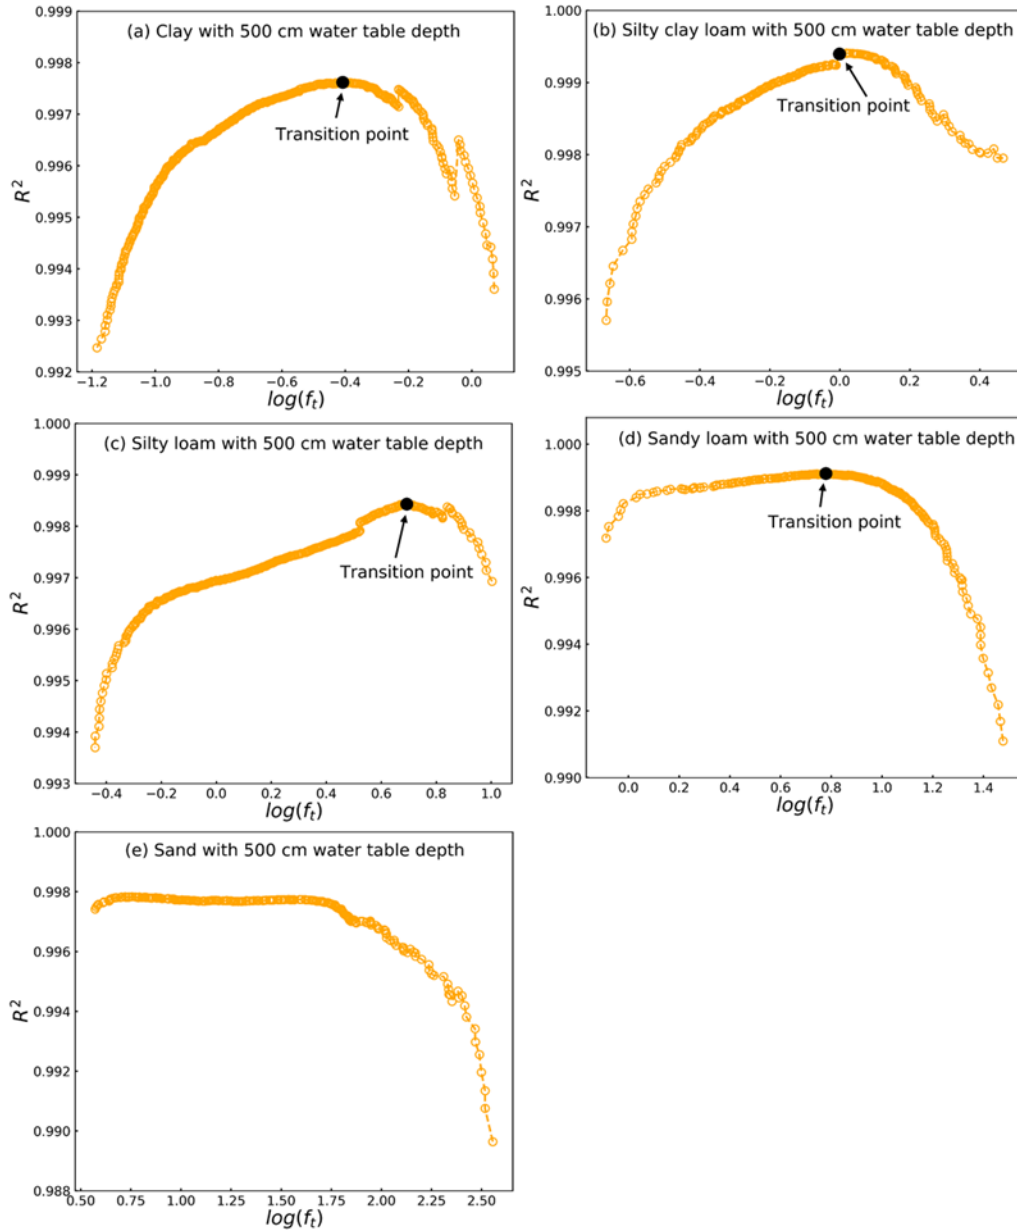 (a) Clay with 500 cm water table depth
0.999
0.998
0.997
0.996
0.995
0.994
0.993
0.992
R²
Transition point
−1.2 −1.0 −0.8 −0.6 −0.4 −0.2 0.0
log(fₜ)
(b) Silty clay loam with 500 cm water table depth
1.000
0.999
0.998
0.997
0.996
0.995
R²
Transition point
−0.6 −0.4 −0.2 0.0 0.2 0.4
log(fₜ)
(c) Silty loam with 500 cm water table depth
1.000
0.999
0.998
0.997
0.996
0.995
0.994
0.993
R²
Transition point
−0.4 −0.2 0.0 0.2 0.4 0.6 0.8 1.0
log(fₜ)
(d) Sandy loam with 500 cm water table depth
1.000
0.998
0.996
0.994
0.992
0.990
R²
Transition point
0.0 0.2 0.4 0.6 0.8 1.0 1.2 1.4
log(fₜ)
(e) Sand with 500 cm water table depth
1.000
0.998
0.996
0.994
0.992
0.990
0.988
R²
0.50 0.75 1.00 1.25 1.50 1.75 2.00 2.25 2.50
log(fₜ)